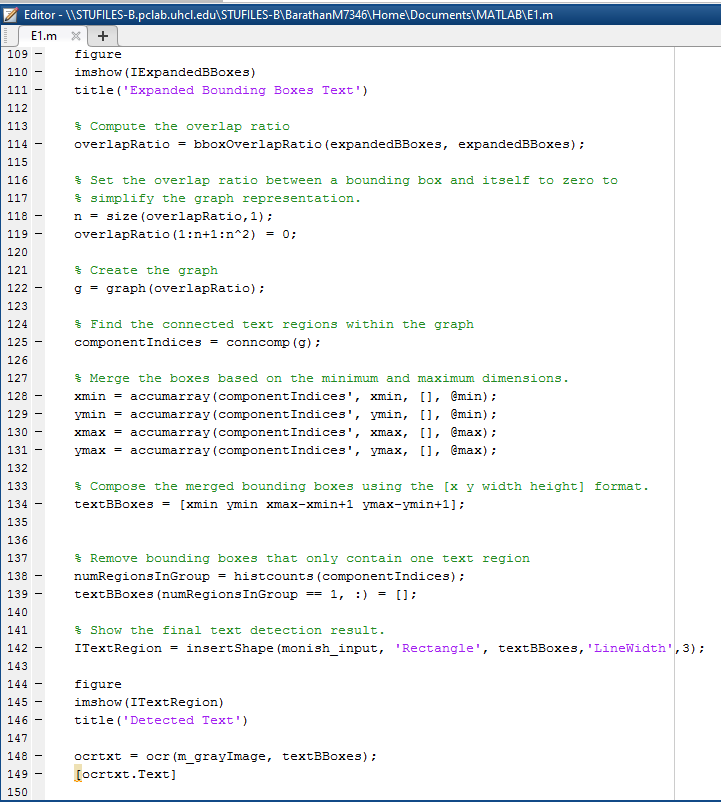 Editor - \\STUFILES-B.pclab.uhcl.edu\STUFILES-B\BarathanM7346\Home\Documents\MATLAB\E1.m
E1.m × +
109 – figure
110 – imshow(IExpandedBBoxes)
111 – title('Expanded Bounding Boxes Text')
112
113 % Compute the overlap ratio
114 – overlapRatio = bboxOverlapRatio(expandedBBoxes, expandedBBoxes);
115
116 % Set the overlap ratio between a bounding box and itself to zero to
117 % simplify the graph representation.
118 – n = size(overlapRatio,1);
119 – overlapRatio(1:n+1:n^2) = 0;
120
121 % Create the graph
122 – g = graph(overlapRatio);
123
124 % Find the connected text regions within the graph
125 – componentIndices = conncomp(g);
126
127 % Merge the boxes based on the minimum and maximum dimensions.
128 – xmin = accumarray(componentIndices', xmin, [], @min);
129 – ymin = accumarray(componentIndices', ymin, [], @min);
130 – xmax = accumarray(componentIndices', xmax, [], @max);
131 – ymax = accumarray(componentIndices', ymax, [], @max);
132
133 % Compose the merged bounding boxes using the [x y width height] format.
134 – textBBoxes = [xmin ymin xmax-xmin+1 ymax-ymin+1];
135
136
137 % Remove bounding boxes that only contain one text region
138 – numRegionsInGroup = histcounts(componentIndices);
139 – textBBoxes(numRegionsInGroup == 1, :) = [];
140
141 % Show the final text detection result.
142 – ITextRegion = insertShape(monish_input, 'Rectangle', textBBoxes,'LineWidth',3);
143
144 – figure
145 – imshow(ITextRegion)
146 – title('Detected Text')
147
148 – ocrtxt = ocr(m_grayImage, textBBoxes);
149 – [ocrtxt.Text]
150